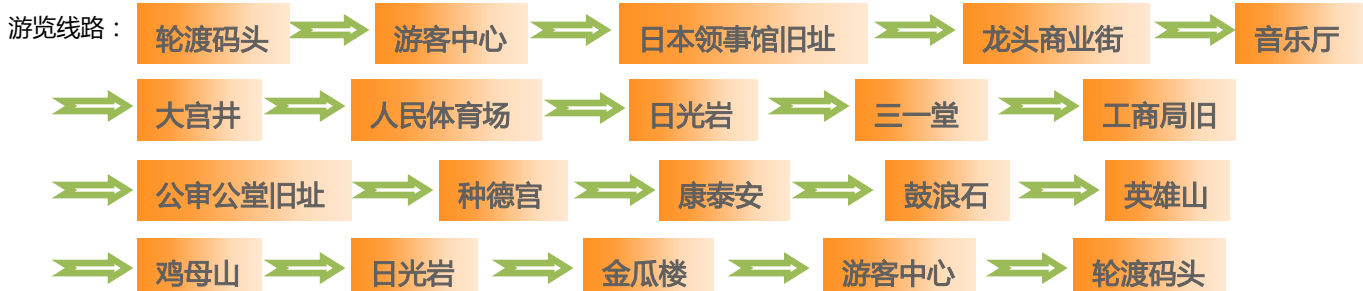 游览线路： 轮渡码头 游客中心 日本领事馆旧址 龙头商业街 音乐厅
大宫井 人民体育场 日光岩 三一堂 工商局旧
公审公堂旧址 种德宫 康泰安 鼓浪石 英雄山
鸡母山 日光岩 金瓜楼 游客中心 轮渡码头